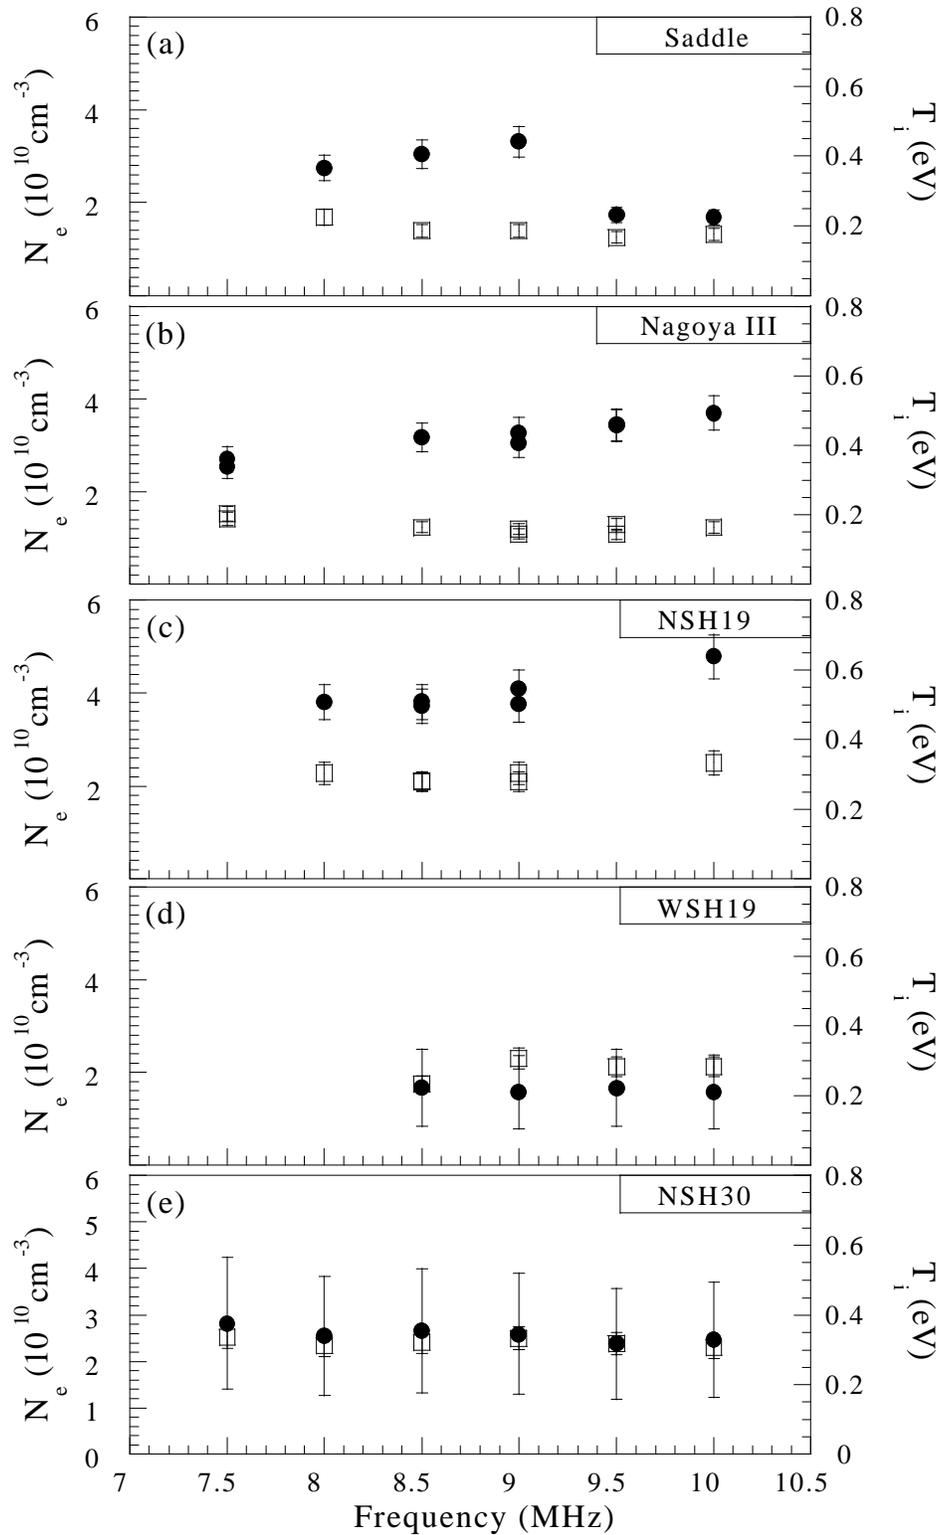 (a)
Saddle
6
4
2
N_e (10^10 cm^-3)
0.8
0.6
0.4
0.2
T_i (eV)
(b)
Nagoya III
6
4
2
N_e (10^10 cm^-3)
0.8
0.6
0.4
0.2
T_i (eV)
(c)
NSH19
6
4
2
N_e (10^10 cm^-3)
0.8
0.6
0.4
0.2
T_i (eV)
(d)
WSH19
6
4
2
N_e (10^10 cm^-3)
0.8
0.6
0.4
0.2
T_i (eV)
(e)
NSH30
6
5
4
3
2
1
0
N_e (10^10 cm^-3)
0.8
0.6
0.4
0.2
0
T_i (eV)
7 7.5 8 8.5 9 9.5 10 10.5
Frequency (MHz)